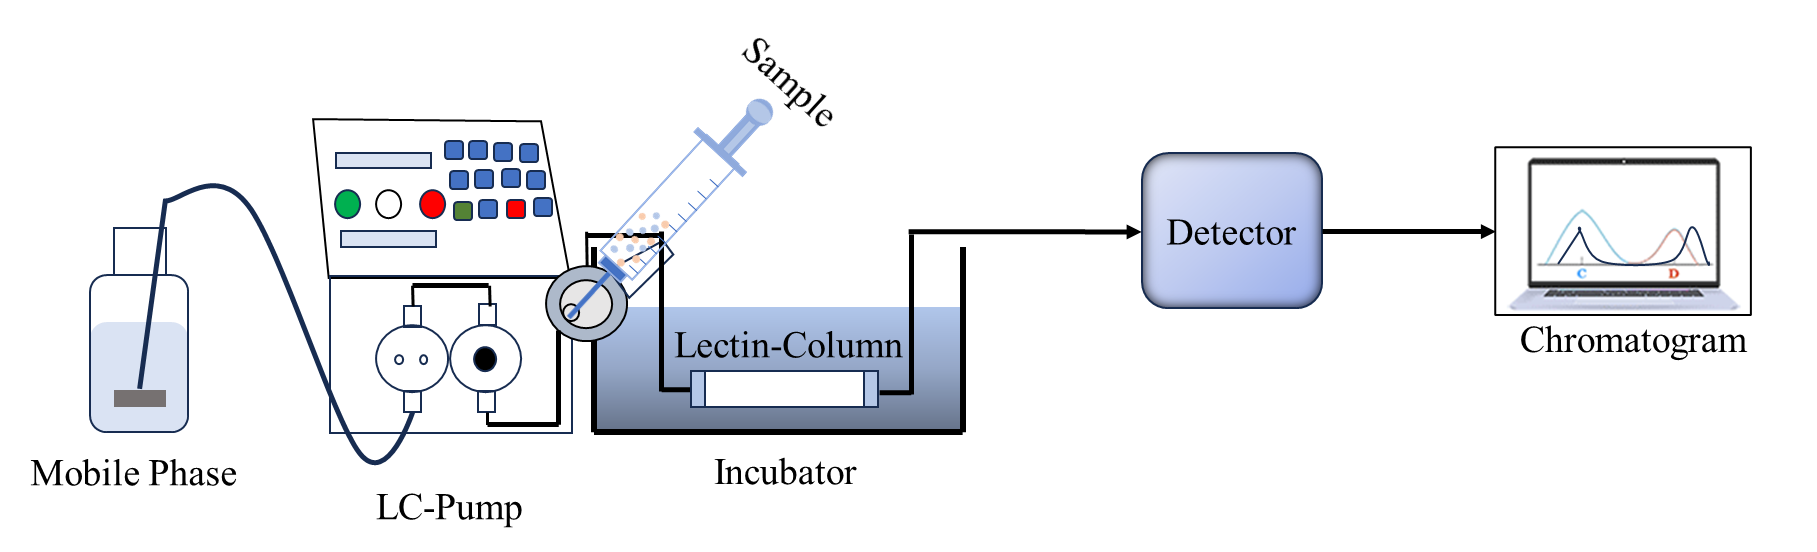 Sample
Detector
C
D
Lectin-Column
Chromatogram
Mobile Phase
Incubator
LC-Pump